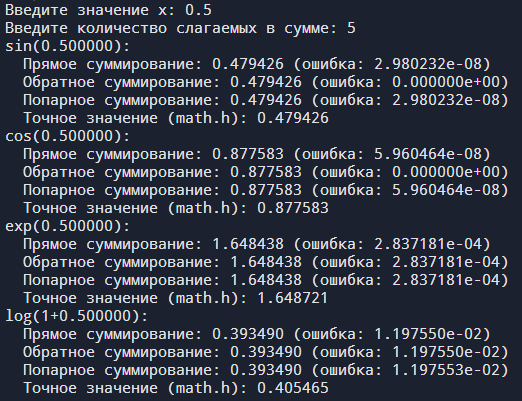 Введите значение x: 0.5
Введите количество слагаемых в сумме: 5
sin(0.500000):
Прямое суммирование: 0.479426 (ошибка: 2.980232e-08)
Обратное суммирование: 0.479426 (ошибка: 0.000000e+00)
Попарное суммирование: 0.479426 (ошибка: 2.980232e-08)
Точное значение (math.h): 0.479426
cos(0.500000):
Прямое суммирование: 0.877583 (ошибка: 5.960464e-08)
Обратное суммирование: 0.877583 (ошибка: 0.000000e+00)
Попарное суммирование: 0.877583 (ошибка: 5.960464e-08)
Точное значение (math.h): 0.877583
exp(0.500000):
Прямое суммирование: 1.648438 (ошибка: 2.837181e-04)
Обратное суммирование: 1.648438 (ошибка: 2.837181e-04)
Попарное суммирование: 1.648438 (ошибка: 2.837181e-04)
Точное значение (math.h): 1.648721
log(1+0.500000):
Прямое суммирование: 0.393490 (ошибка: 1.197550e-02)
Обратное суммирование: 0.393490 (ошибка: 1.197550e-02)
Попарное суммирование: 0.393490 (ошибка: 1.197553e-02)
Точное значение (math.h): 0.405465